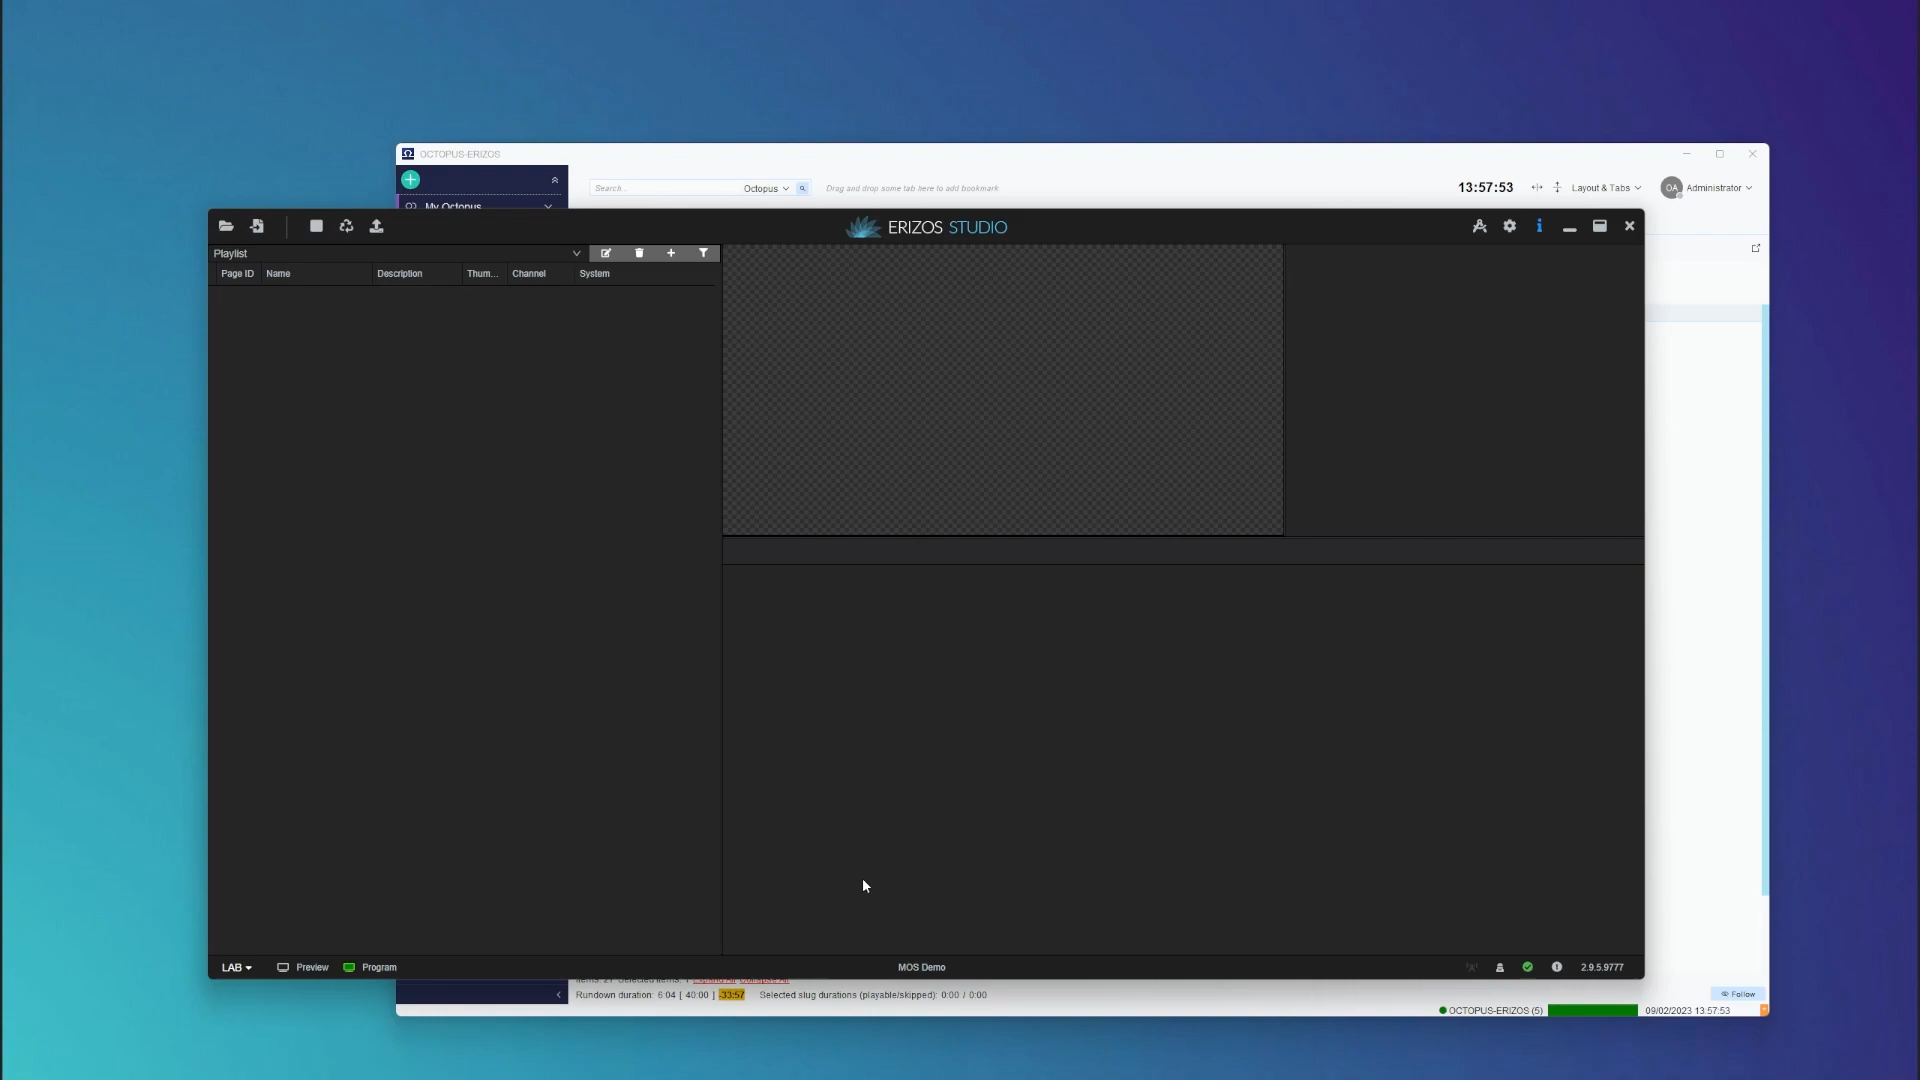 OCTOPUS-ERIZOS
Search...
Octopus
Drag and drop some tab here to add bookmark
13:57:53
Layout & Tabs
OA
Administrator
My Octopus
ERIZOS STUDIO
Playlist
Page ID
Name
Description
Thum...
Channel
System
LAB
Preview
Program
MOS Demo
2.9.5.9777
Rundown duration: 6:04 [ 40:00 ] -33:57
Selected slug durations (playable/skipped): 0:00 / 0:00
Follow
OCTOPUS-ERIZOS (5)
09/02/2023 13:57:53